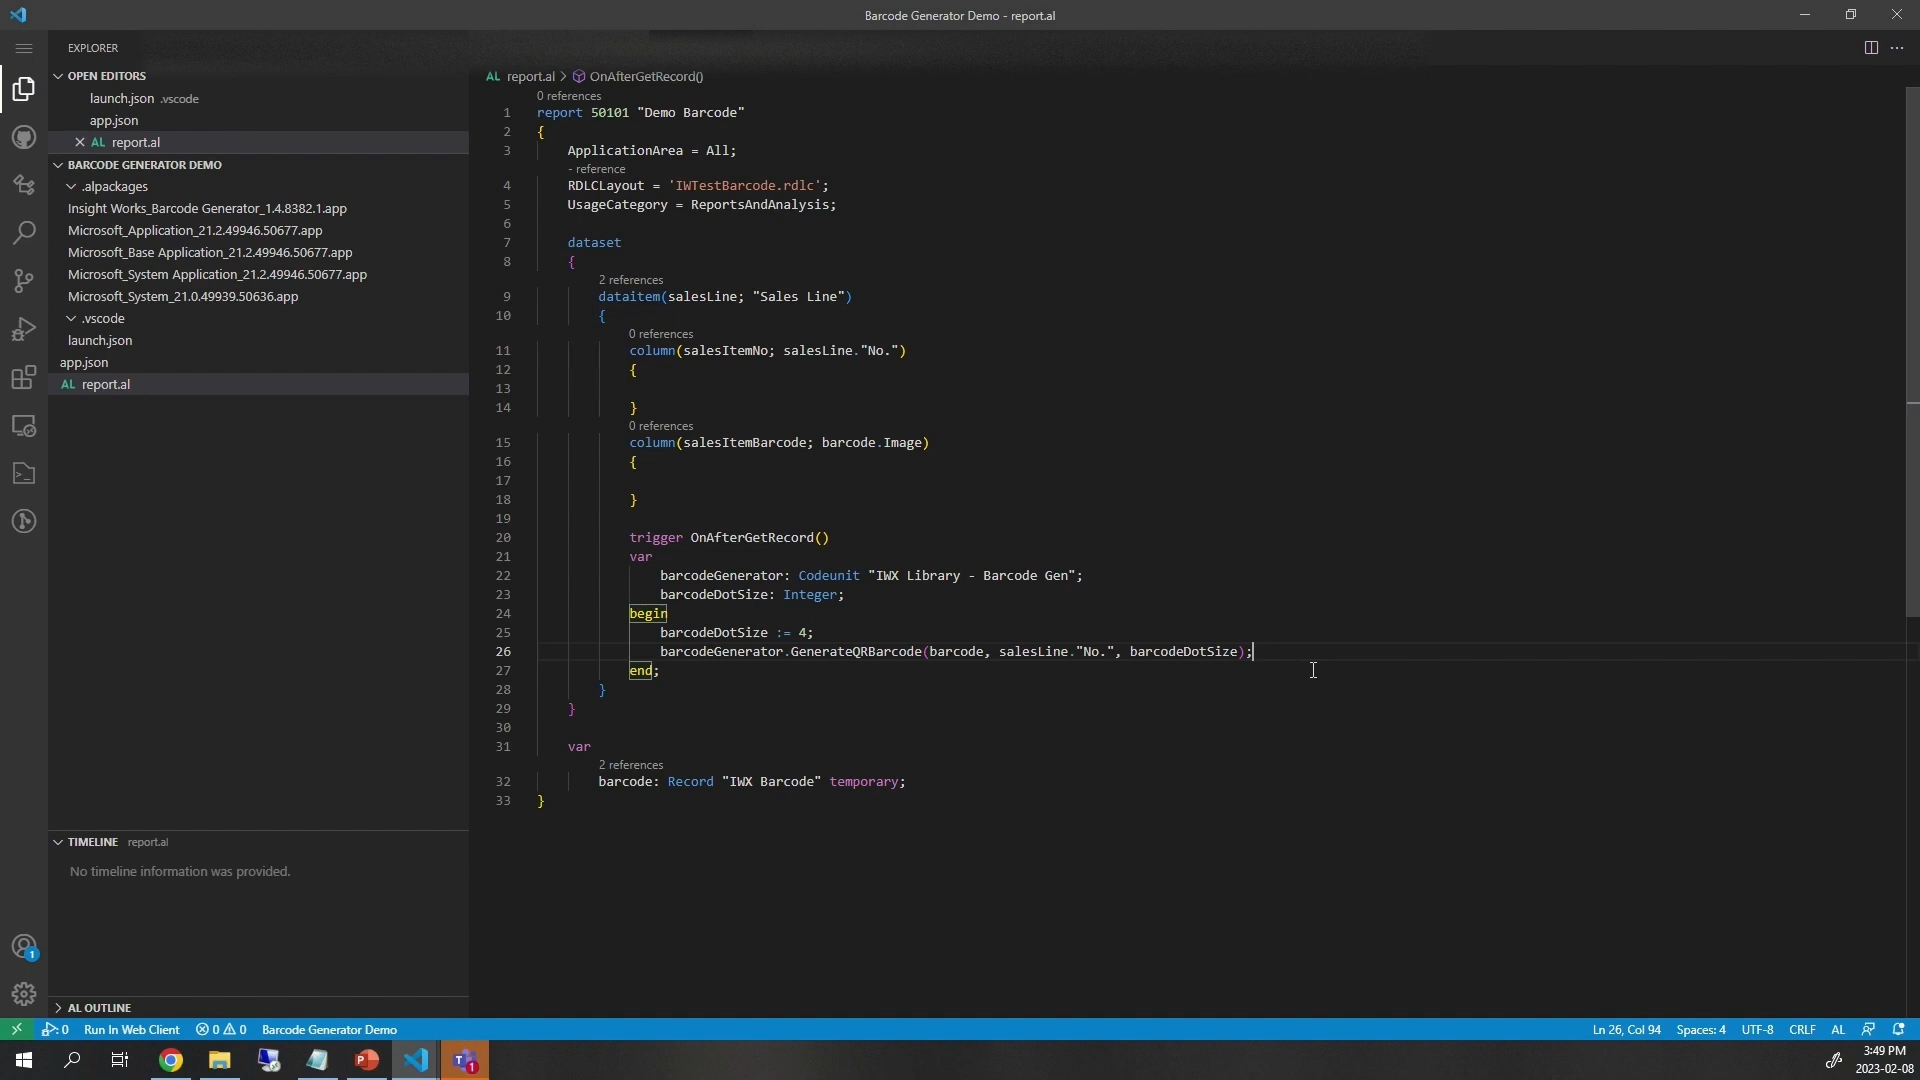 Barcode Generator Demo - report.al
EXPLORER
OPEN EDITORS
launch.json .vscode
app.json
AL report.al
BARCODE GENERATOR DEMO
.alpackages
Insight Works_Barcode Generator_1.4.8382.1.app
Microsoft_Application_21.2.49946.50677.app
Microsoft_Base Application_21.2.49946.50677.app
Microsoft_System Application_21.2.49946.50677.app
Microsoft_System_21.0.49939.50636.app
.vscode
launch.json
app.json
AL report.al
TIMELINE report.al
No timeline information was provided.
AL OUTLINE
AL report.al > OnAfterGetRecord()
0 references
1 report 50101 "Demo Barcode"
2 {
3 ApplicationArea = All;
- reference
4 RDLCLayout = 'IWTestBarcode.rdlc';
5 UsageCategory = ReportsAndAnalysis;
6
7 dataset
8 {
2 references
9 dataitem(salesLine; "Sales Line")
10 {
0 references
11 column(salesItemNo; salesLine."No.")
12 {
13
14 }
0 references
15 column(salesItemBarcode; barcode.Image)
16 {
17
18 }
19
20 trigger OnAfterGetRecord()
21 var
22 barcodeGenerator: Codeunit "IWX Library - Barcode Gen";
23 barcodeDotSize: Integer;
24 begin
25 barcodeDotSize := 4;
26 barcodeGenerator.GenerateQRBarcode(barcode, salesLine."No.", barcodeDotSize);
27 end;
28 }
29 }
30
31 var
2 references
32 barcode: Record "IWX Barcode" temporary;
33 }
1
0 Run In Web Client 0 0 Barcode Generator Demo
Ln 26, Col 94 Spaces: 4 UTF-8 CRLF AL
P T 1
3:49 PM
2023-02-08